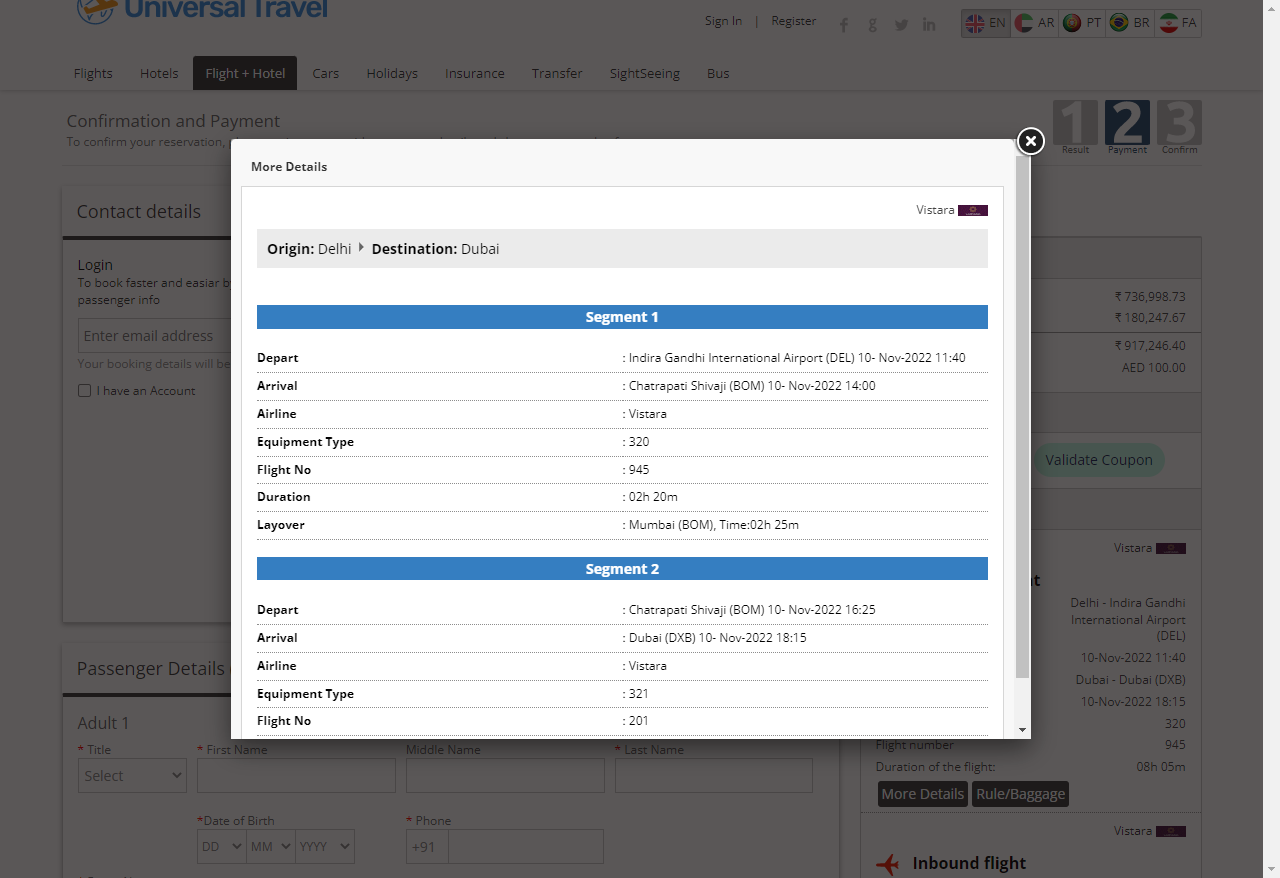 Universal Travel
Sign In | Register
EN AR PT BR FA
Flights Hotels Flight + Hotel Cars Holidays Insurance Transfer SightSeeing Bus
Confirmation and Payment
To confirm your reservation,
1 2 3
Result Payment Confirm
More Details
Vistara
Origin: Delhi Destination: Dubai
Segment 1
Depart : Indira Gandhi International Airport (DEL) 10- Nov-2022 11:40
Arrival : Chatrapati Shivaji (BOM) 10- Nov-2022 14:00
Airline : Vistara
Equipment Type : 320
Flight No : 945
Duration : 02h 20m
Layover : Mumbai (BOM), Time:02h 25m
Segment 2
Depart : Chatrapati Shivaji (BOM) 10- Nov-2022 16:25
Arrival : Dubai (DXB) 10- Nov-2022 18:15
Airline : Vistara
Equipment Type : 321
Flight No : 201
Contact details
Login
To book faster and easiar
passenger info
Enter email address
Your booking details will be
I have an Account
₹ 736,998.73
₹ 180,247.67
₹ 917,246.40
AED 100.00
Validate Coupon
Vistara
Delhi - Indira Gandhi
International Airport
(DEL)
10-Nov-2022 11:40
Dubai - Dubai (DXB)
10-Nov-2022 18:15
320
Flight number 945
Duration of the flight: 08h 05m
More Details Rule/Baggage
Vistara
Inbound flight
Passenger Details
Adult 1
* Title * First Name Middle Name * Last Name
Select
*Date of Birth * Phone
DD MM YYYY +91